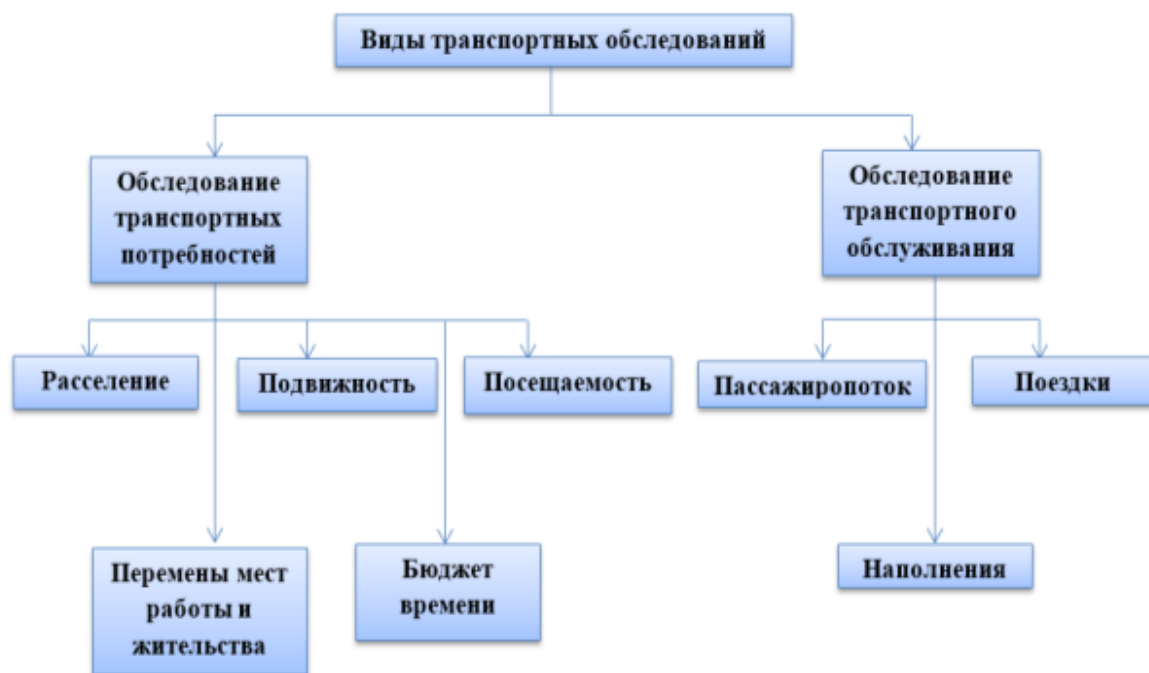 Виды транспортных обследований
Обследование
транспортных
потребностей
Обследование
транспортного
обслуживания
Расселение
Подвижность
Посещаемость
Пассажиропоток
Поездки
Перемены мест
работы и
жительства
Бюджет
времени
Наполнения